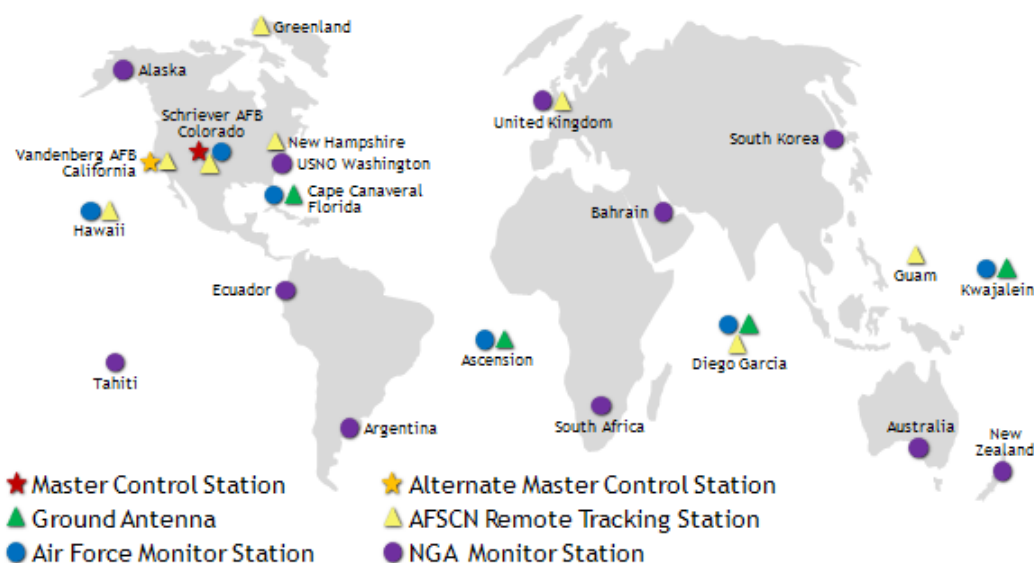 Greenland
Alaska
Schriever AFB
Colorado
United Kingdom
New Hampshire
South Korea
Vandenberg AFB
California
USNO Washington
Cape Canaveral
Florida
Bahrain
Hawaii
Guam
Kwajalein
Ecuador
Ascension
Diego Garcia
Tahiti
Argentina
South Africa
Australia
New
Zealand
Master Control Station
Alternate Master Control Station
Ground Antenna
AFSCN Remote Tracking Station
Air Force Monitor Station
NGA Monitor Station